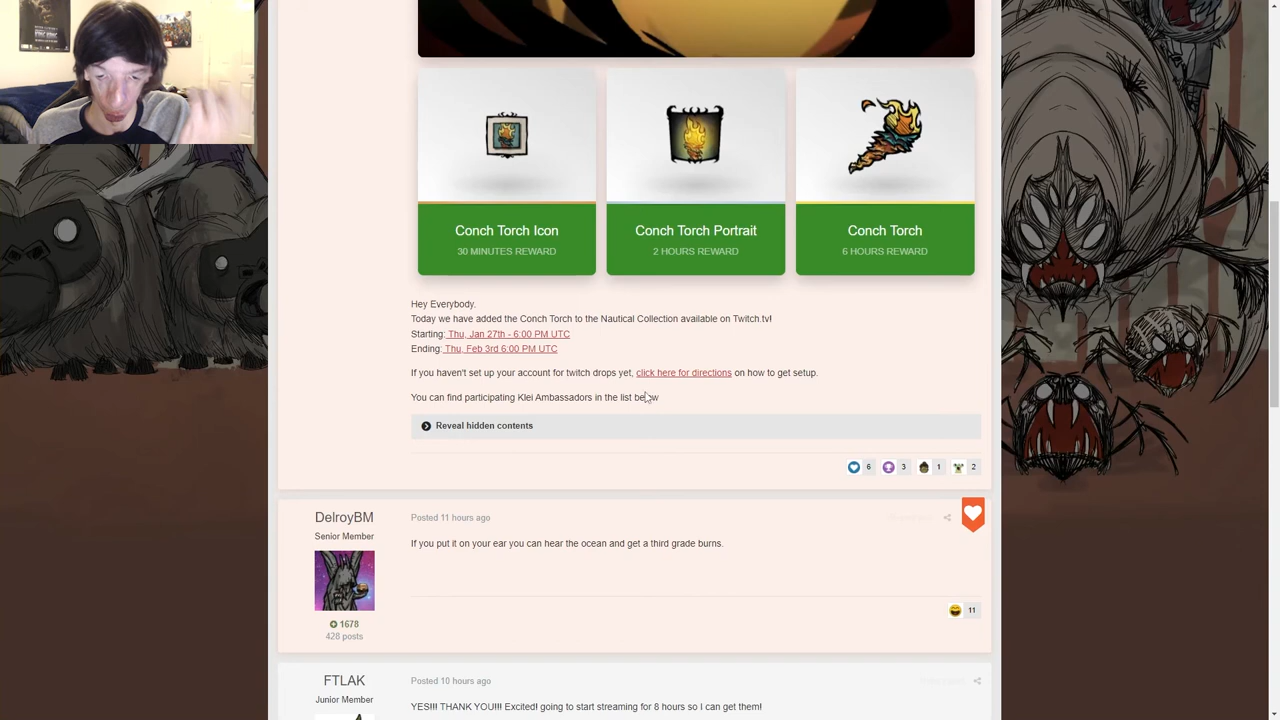 Conch Torch Icon
30 MINUTES REWARD
Conch Torch Portrait
2 HOURS REWARD
Conch Torch
6 HOURS REWARD
Hey Everybody.
Today we have added the Conch Torch to the Nautical Collection available on Twitch.tv!
Starting: Thu, Jan 27th - 6:00 PM UTC
Ending: Thu, Feb 3rd 6:00 PM UTC
If you haven't set up your account for twitch drops yet, click here for directions on how to get setup.
You can find participating Klei Ambassadors in the list below
Reveal hidden contents
6 3 1 2
DelroyBM
Senior Member
1678
428 posts
Posted 11 hours ago
If you put it on your ear you can hear the ocean and get a third grade burns.
11
FTLAK
Junior Member
Posted 10 hours ago
YES!!! THANK YOU!!! Excited! going to start streaming for 8 hours so I can get them!